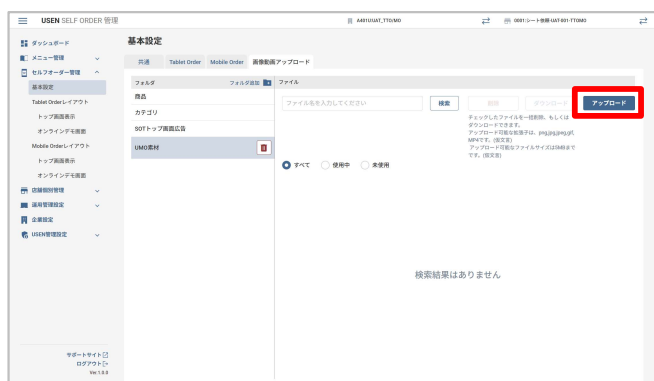 USEN SELF ORDER 管理
A401UUAT_TTO/MO
0001:シート依頼-UAT-001-TTOMO
ダッシュボード
メニュー管理
セルフオーダー管理
基本設定
Tablet Orderレイアウト
トップ画面表示
オンラインデモ画面
Mobile Orderレイアウト
トップ画面表示
オンラインデモ画面
店舗個別管理
運用管理設定
企業設定
USEN管理設定
サポートサイト
ログアウト
Ver:1.0.0
基本設定
共通
Tablet Order
Mobile Order
画像動画アップロード
フォルダ
フォルダ追加
商品
カテゴリ
SOTトップ画面広告
UMO素材
ファイル
ファイル名を入力してください
検索
削除
ダウンロード
アップロード
チェックしたファイルを一括削除、もしくは
ダウンロードできます。
アップロード可能な拡張子は、png,jpg,jpeg,gif,
MP4です。(仮文言)
アップロード可能なファイルサイズは5MBまで
です。(仮文言)
すべて
使用中
未使用
検索結果はありません